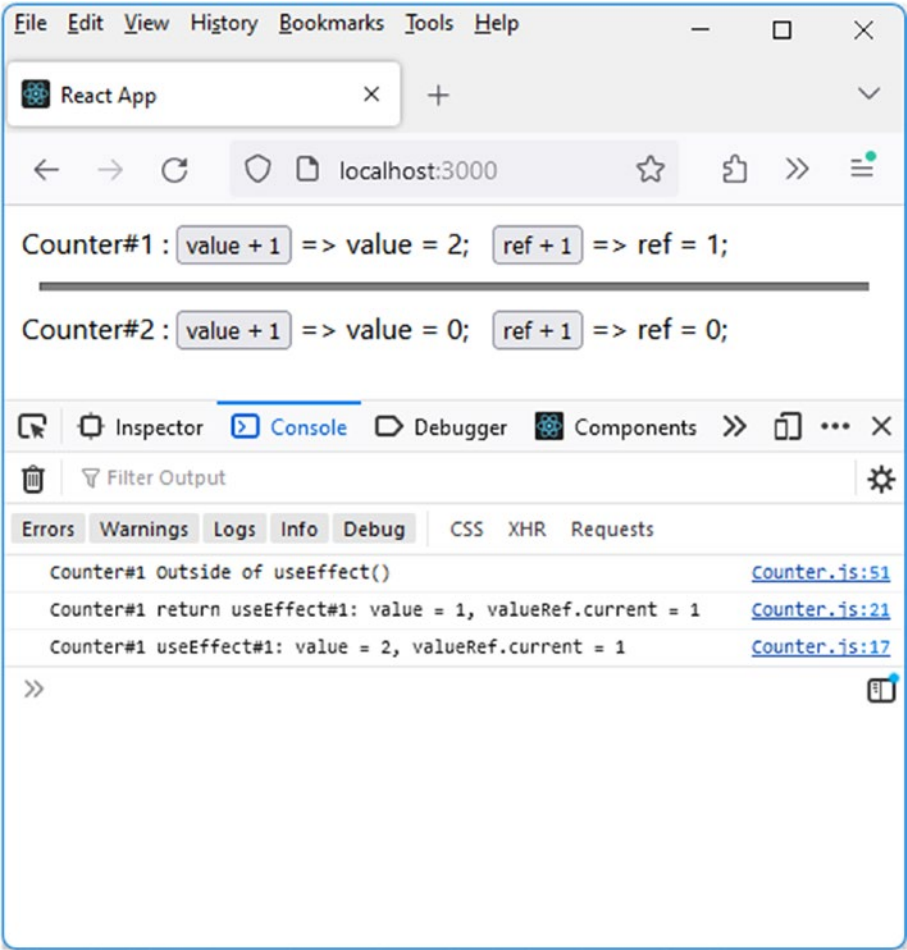 File Edit View History Bookmarks Tools Help
React App
localhost:3000
Counter#1 : value + 1 => value = 2; ref + 1 => ref = 1;
Counter#2 : value + 1 => value = 0; ref + 1 => ref = 0;
Inspector Console Debugger Components
Filter Output
Errors Warnings Logs Info Debug CSS XHR Requests
Counter#1 Outside of useEffect() Counter.js:51
Counter#1 return useEffect#1: value = 1, valueRef.current = 1 Counter.js:21
Counter#1 useEffect#1: value = 2, valueRef.current = 1 Counter.js:17